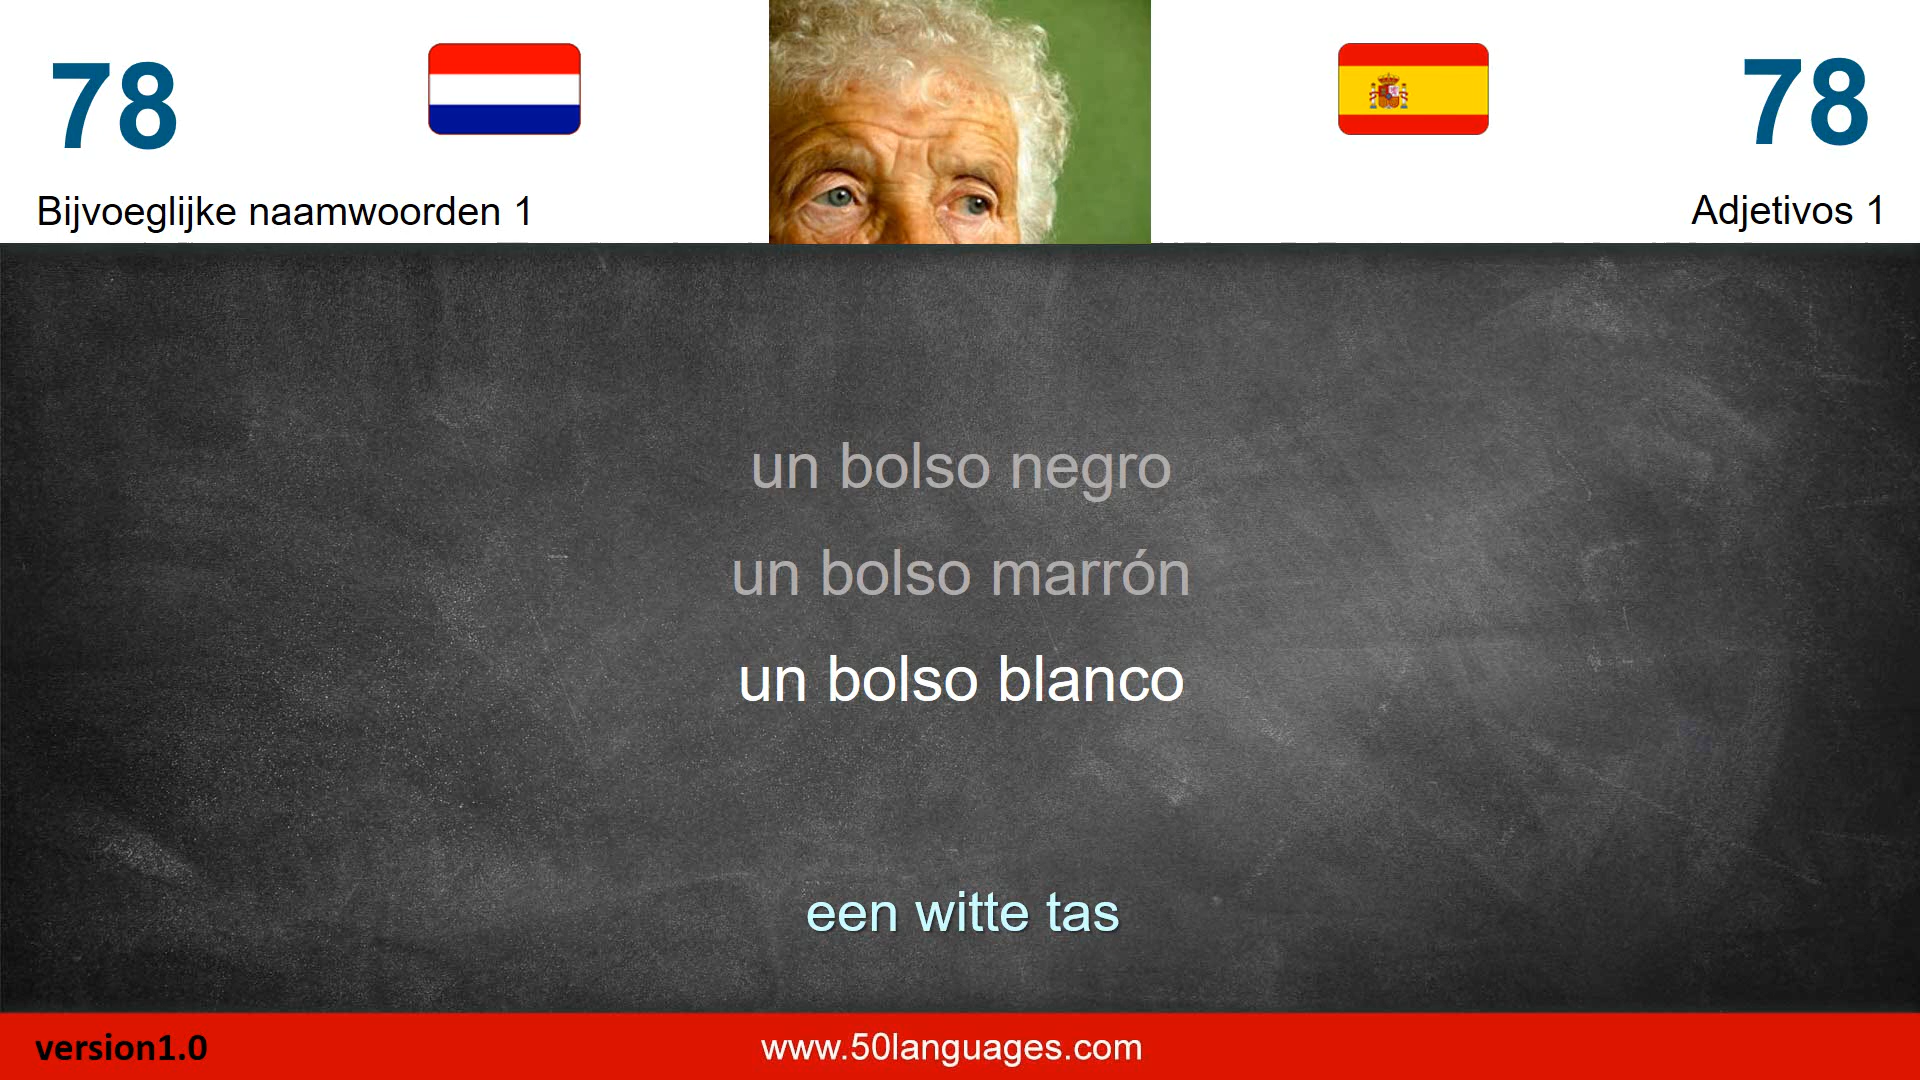 78
78
Bijvoeglijke naamwoorden 1
Adjetivos 1
un bolso negro
un bolso marrón
un bolso blanco
een witte tas
version1.0
www.50languages.com